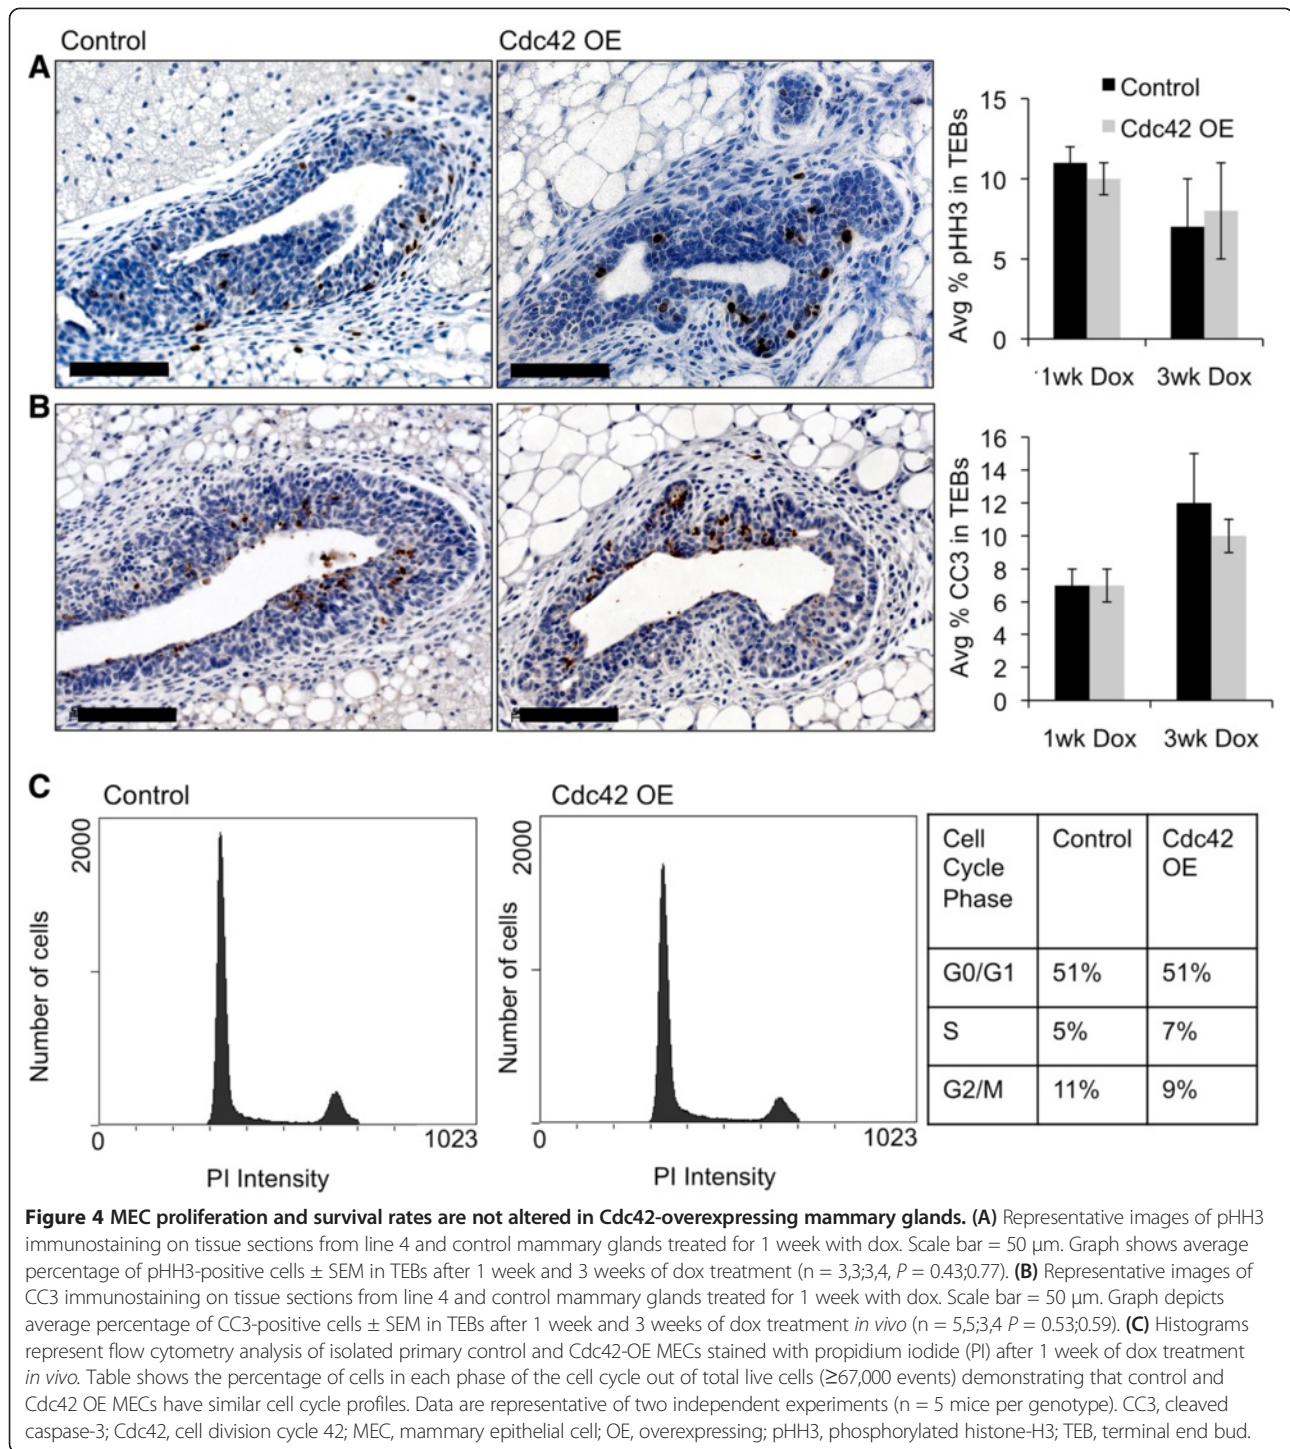 Control
Cdc42 OE
A
Control
Cdc42 OE
Avg % pHH3 in TEBs
15
10
5
0
1wk Dox 3wk Dox
B
Avg % CC3 in TEBs
16
14
12
10
8
6
4
2
0
1wk Dox 3wk Dox
C
Control
2000
Number of cells
0 1023
PI Intensity
Cdc42 OE
2000
Number of cells
0 1023
PI Intensity
Cell Cycle Phase Control Cdc42 OE
G0/G1 51% 51%
S 5% 7%
G2/M 11% 9%
Figure 4 MEC proliferation and survival rates are not altered in Cdc42-overexpressing mammary glands. (A) Representative images of pHH3
immunostaining on tissue sections from line 4 and control mammary glands treated for 1 week with dox. Scale bar = 50 μm. Graph shows average
percentage of pHH3-positive cells ± SEM in TEBs after 1 week and 3 weeks of dox treatment (n = 3,3;3,4, P = 0.43;0.77). (B) Representative images of
CC3 immunostaining on tissue sections from line 4 and control mammary glands treated for 1 week with dox. Scale bar = 50 μm. Graph depicts
average percentage of CC3-positive cells ± SEM in TEBs after 1 week and 3 weeks of dox treatment in vivo (n = 5,5;3,4 P = 0.53;0.59). (C) Histograms
represent flow cytometry analysis of isolated primary control and Cdc42-OE MECs stained with propidium iodide (PI) after 1 week of dox treatment
in vivo. Table shows the percentage of cells in each phase of the cell cycle out of total live cells (≥67,000 events) demonstrating that control and
Cdc42 OE MECs have similar cell cycle profiles. Data are representative of two independent experiments (n = 5 mice per genotype). CC3, cleaved
caspase-3; Cdc42, cell division cycle 42; MEC, mammary epithelial cell; OE, overexpressing; pHH3, phosphorylated histone-H3; TEB, terminal end bud.